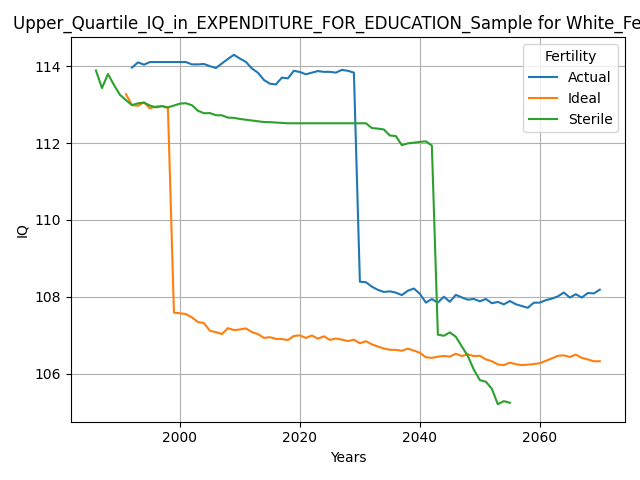 Upper_Quartile_IQ_in_EXPENDITURE_FOR_EDUCATION_Sample for White_Fe
114
112
110
108
106
IQ
Fertility
Actual
Ideal
Sterile
2000
2020
2040
2060
Years